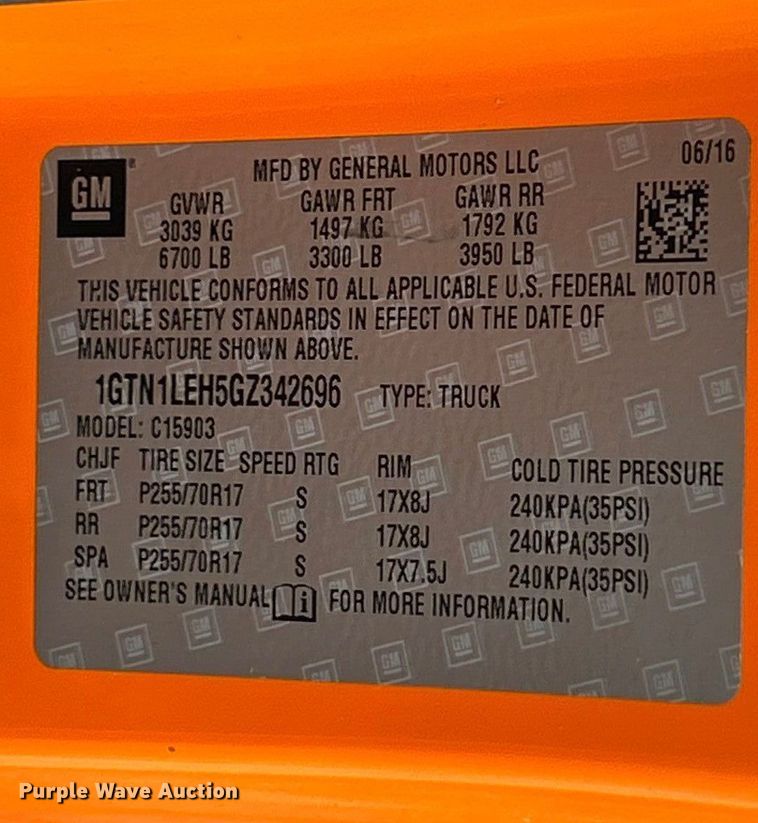 GM
MFD BY GENERAL MOTORS LLC
06/16
GVWR GAWR FRT GAWR RR
3039 KG 1497 KG 1792 KG
6700 LB 3300 LB 3950 LB
THIS VEHICLE CONFORMS TO ALL APPLICABLE U.S. FEDERAL MOTOR
VEHICLE SAFETY STANDARDS IN EFFECT ON THE DATE OF
MANUFACTURE SHOWN ABOVE.
1GTN1LEH5GZ342696 TYPE: TRUCK
MODEL: C15903
CHJF TIRE SIZE SPEED RTG RIM COLD TIRE PRESSURE
FRT P255/70R17 S 17X8J 240KPA(35PSI)
RR P255/70R17 S 17X8J 240KPA(35PSI)
SPA P255/70R17 S 17X7.5J 240KPA(35PSI)
SEE OWNER'S MANUAL i FOR MORE INFORMATION.
Purple Wave Auction